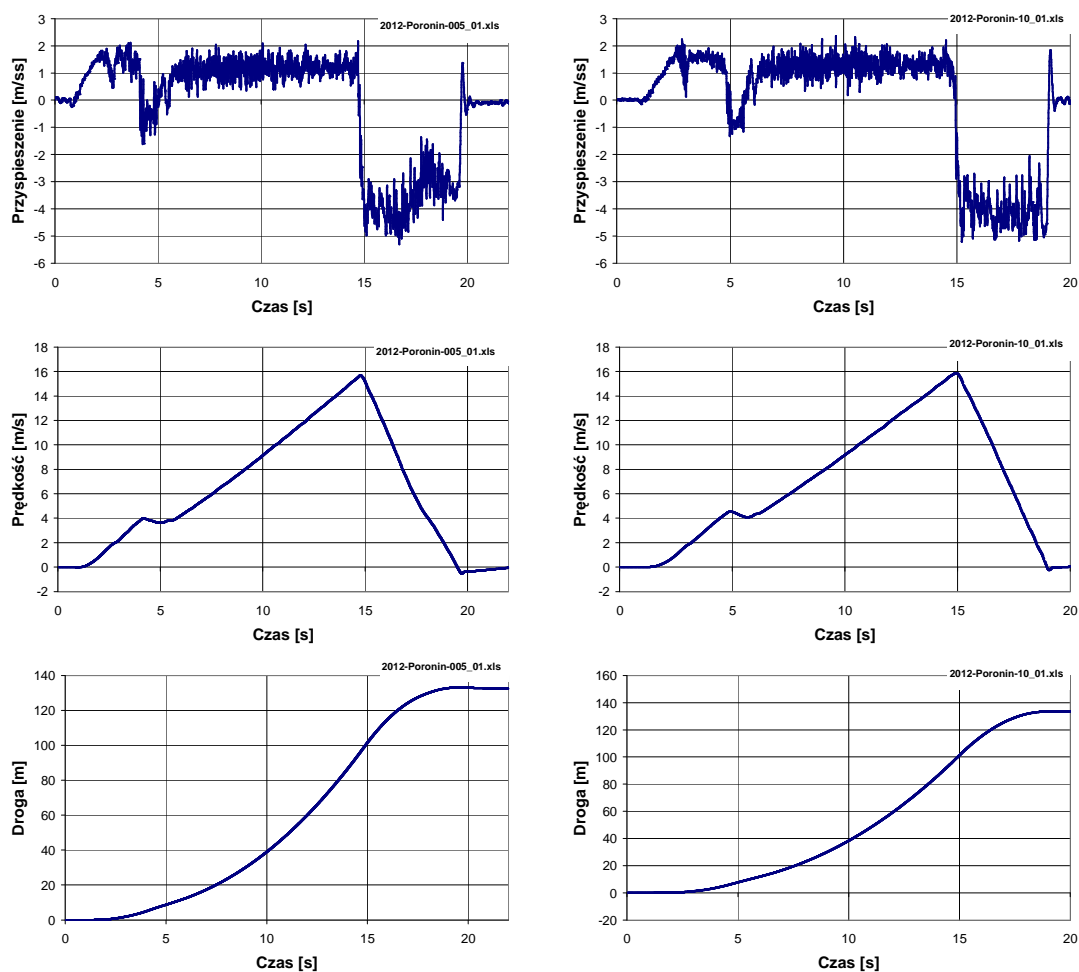 2012-Poronin-005_01.xls
Przyspieszenie [m/ss]
3
2
1
0
-1
-2
-3
-4
-5
-6
0 5 10 15 20
Czas [s]
2012-Poronin-10_01.xls
Przyspieszenie [m/ss]
3
2
1
0
-1
-2
-3
-4
-5
-6
0 5 10 15 20
Czas [s]
2012-Poronin-005_01.xls
Prędkość [m/s]
18
16
14
12
10
8
6
4
2
0
-2
0 5 10 15 20
Czas [s]
2012-Poronin-10_01.xls
Prędkość [m/s]
18
16
14
12
10
8
6
4
2
0
-2
0 5 10 15 20
Czas [s]
2012-Poronin-005_01.xls
Droga [m]
140
120
100
80
60
40
20
0
0 5 10 15 20
Czas [s]
2012-Poronin-10_01.xls
Droga [m]
160
140
120
100
80
60
40
20
0
-20
0 5 10 15 20
Czas [s]